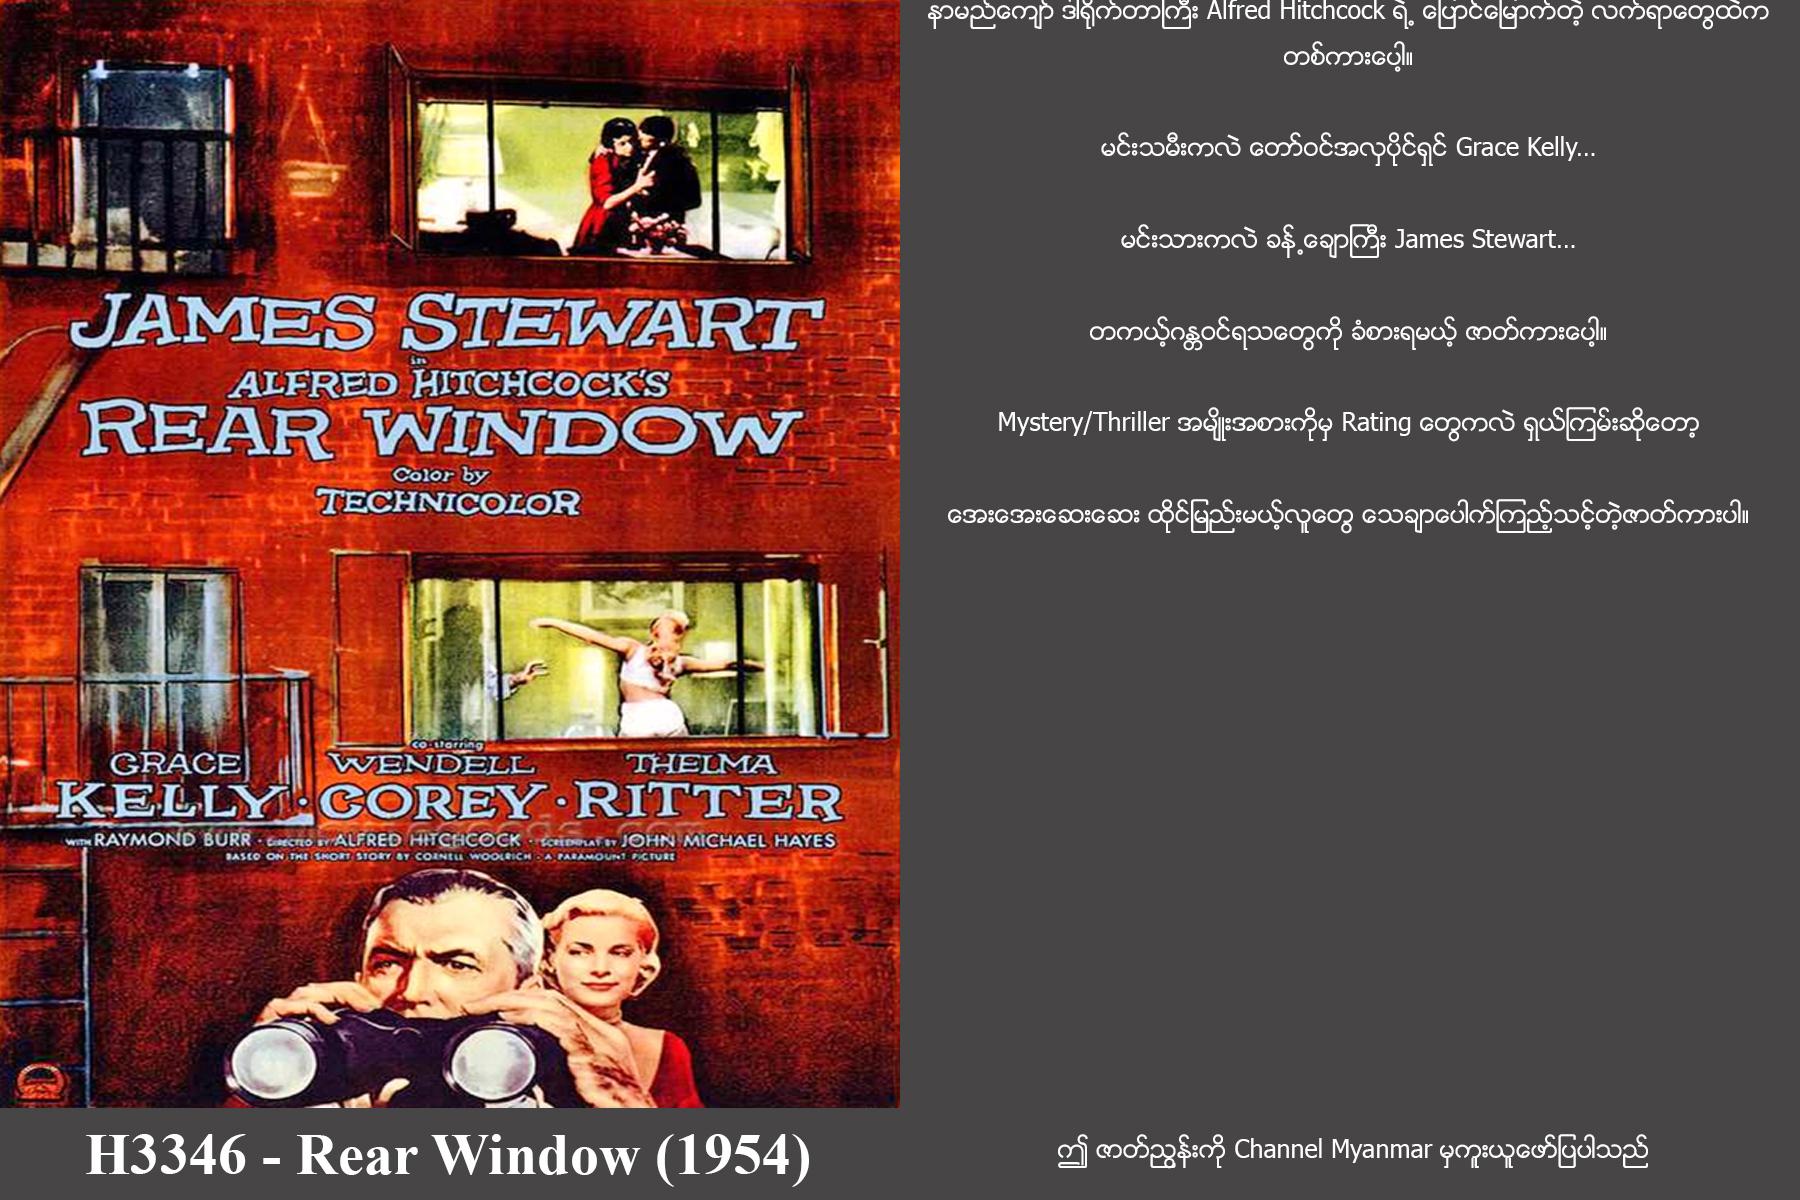 JAMES STEWART
in
ALFRED HITCHCOCK'S
REAR WINDOW
Color by
TECHNICOLOR
co-starring
GRACE KELLY · WENDELL COREY · THELMA RITTER
WITH RAYMOND BURR · DIRECTED BY ALFRED HITCHCOCK · SCREENPLAY BY JOHN MICHAEL HAYES
BASED ON THE SHORT STORY BY CORNELL WOOLRICH - A PARAMOUNT PICTURE
H3346 - Rear Window (1954)
နာမည်ကျော် ဒါရိုက်တာကြီး Alfred Hitchcock ရဲ့ ပြောင်မြောက်တဲ့ လက်ရာတွေထဲက
တစ်ကားပေါ့။
မင်းသမီးကလဲ တော်ဝင်အလှပိုင်ရှင် Grace Kelly...
မင်းသားကလဲ ခန့်ချောကြီး James Stewart...
တကယ့်ဂန္တဝင်ရသတွေကို ခံစားရမယ့် ဇာတ်ကားပေါ့။
Mystery/Thriller အမျိုးအစားကိုမှ Rating တွေကလဲ ရှယ်ကြမ်းဆိုတော့
အေးအေးဆေးဆေး ထိုင်မြည်းမယ့်လူတွေ သေချာပေါက်ကြည့်သင့်တဲ့ဇာတ်ကားပါ။
ဤ ဇာတ်ညွှန်းကို Channel Myanmar မှကူးယူဖော်ပြပါသည်